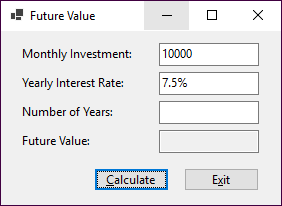 Future Value
Monthly Investment: 10000
Yearly Interest Rate: 7.5%
Number of Years:
Future Value:
Calculate Exit